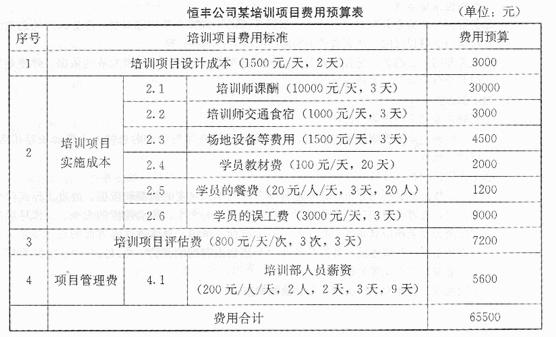 恒丰公司某培训项目费用预算表 (单位:元)
序号 培训项目费用标准 费用预算
1 培训项目设计成本(1500元/天,2天) 3000
2 培训项目实施成本 2.1 培训师课酬(10000元/天,3天) 30000
2.2 培训师交通食宿(1000元/天,3天) 3000
2.3 场地设备等费用(1500元/天,3天) 4500
2.4 学员教材费(100元/天,20天) 2000
2.5 学员的餐费(20元/人/天,3天,20人) 1200
2.6 学员的误工费(3000元/天,3天) 9000
3 培训项目评估费(800元/天/次,3次,3天) 7200
4 项目管理费 4.1 培训部人员薪资
(200元/人/天,2人,2天,3天,9天) 5600
费用合计 65500